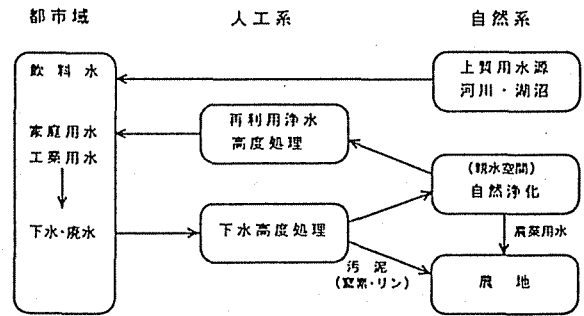 都市域 人工系 自然系
飲料水
上質用水源
河川・湖沼
再利用浄水
高度処理
家庭用水
工業用水
(親水空間)
自然浄化
下水・廃水
下水高度処理
農業用水
汚泥
(窒素・リン)
農地